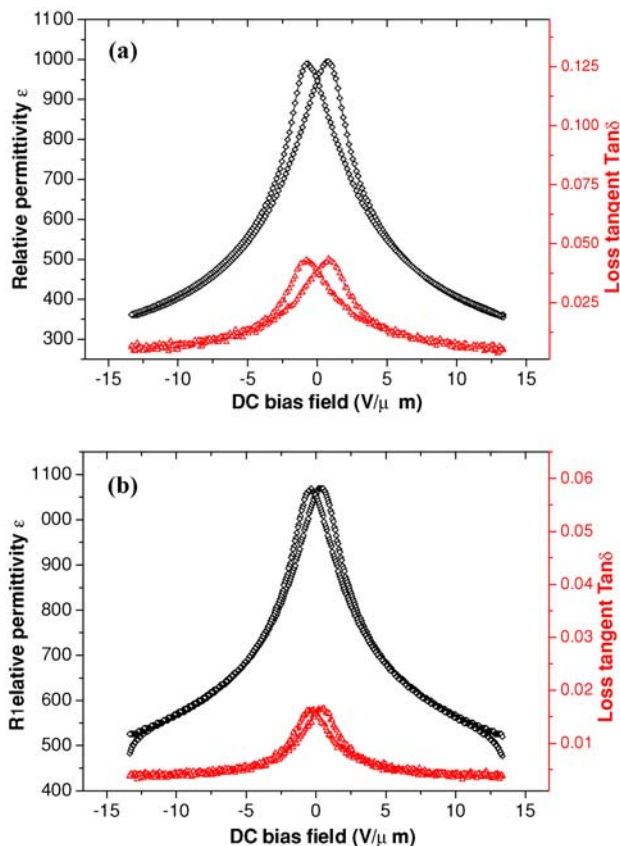 (a)
Relative permittivity ε
1100
1000
900
800
700
600
500
400
300
0.125
0.100
0.075
0.050
0.025
Loss tangent Tanδ
-15 -10 -5 0 5 10 15
DC bias field (V/μ m)
(b)
R1elative permittivity ε
1100
000
900
800
700
600
500
400
0.06
0.05
0.04
0.03
0.02
0.01
Loss tangent Tanδ
-15 -10 -5 0 5 10 15
DC bias field (V/μ m)